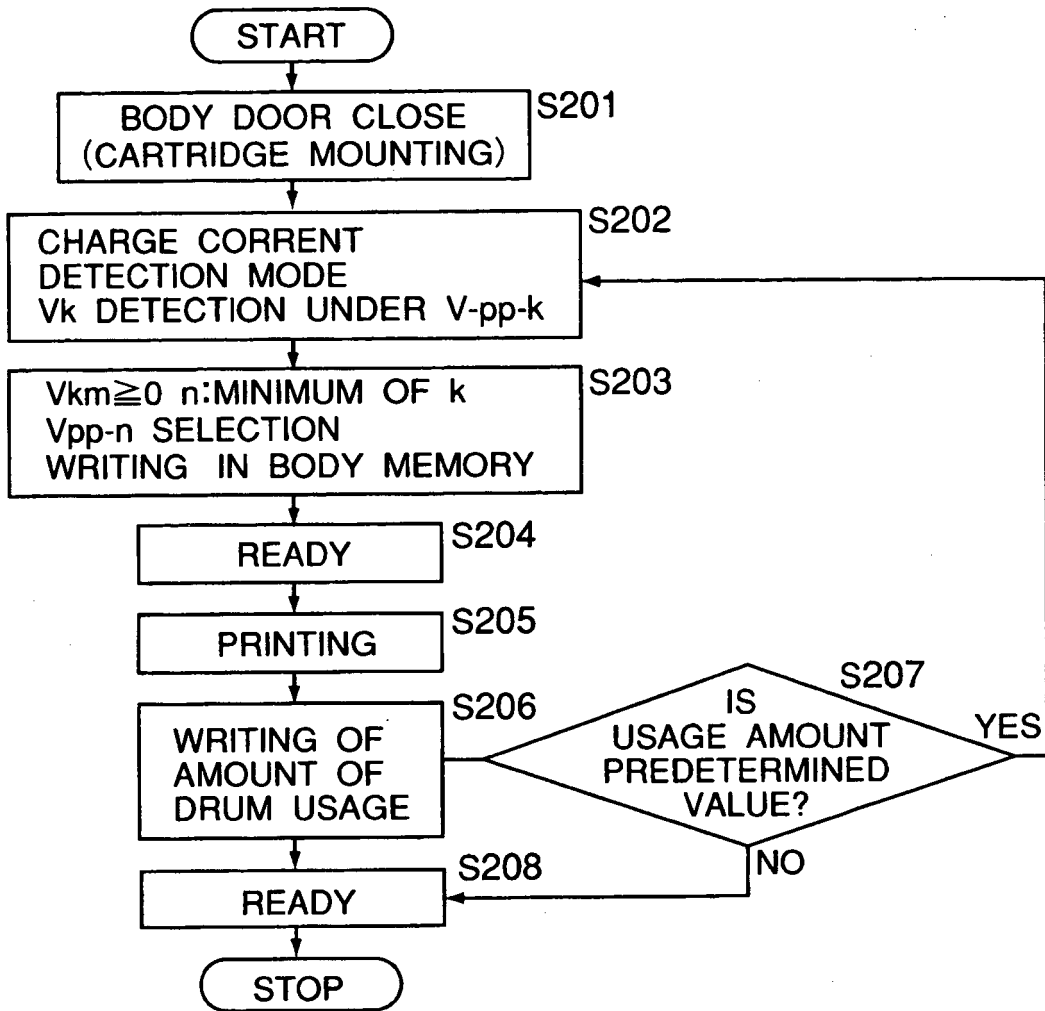 START
BODY DOOR CLOSE
(CARTRIDGE MOUNTING)
S201
CHARGE CORRENT
DETECTION MODE
Vk DETECTION UNDER V-pp-k
S202
Vkm≧0 n:MINIMUM OF k
Vpp-n SELECTION
WRITING IN BODY MEMORY
S203
READY
S204
PRINTING
S205
WRITING OF
AMOUNT OF
DRUM USAGE
S206
IS
USAGE AMOUNT
PREDETERMINED
VALUE?
S207
YES
NO
READY
S208
STOP